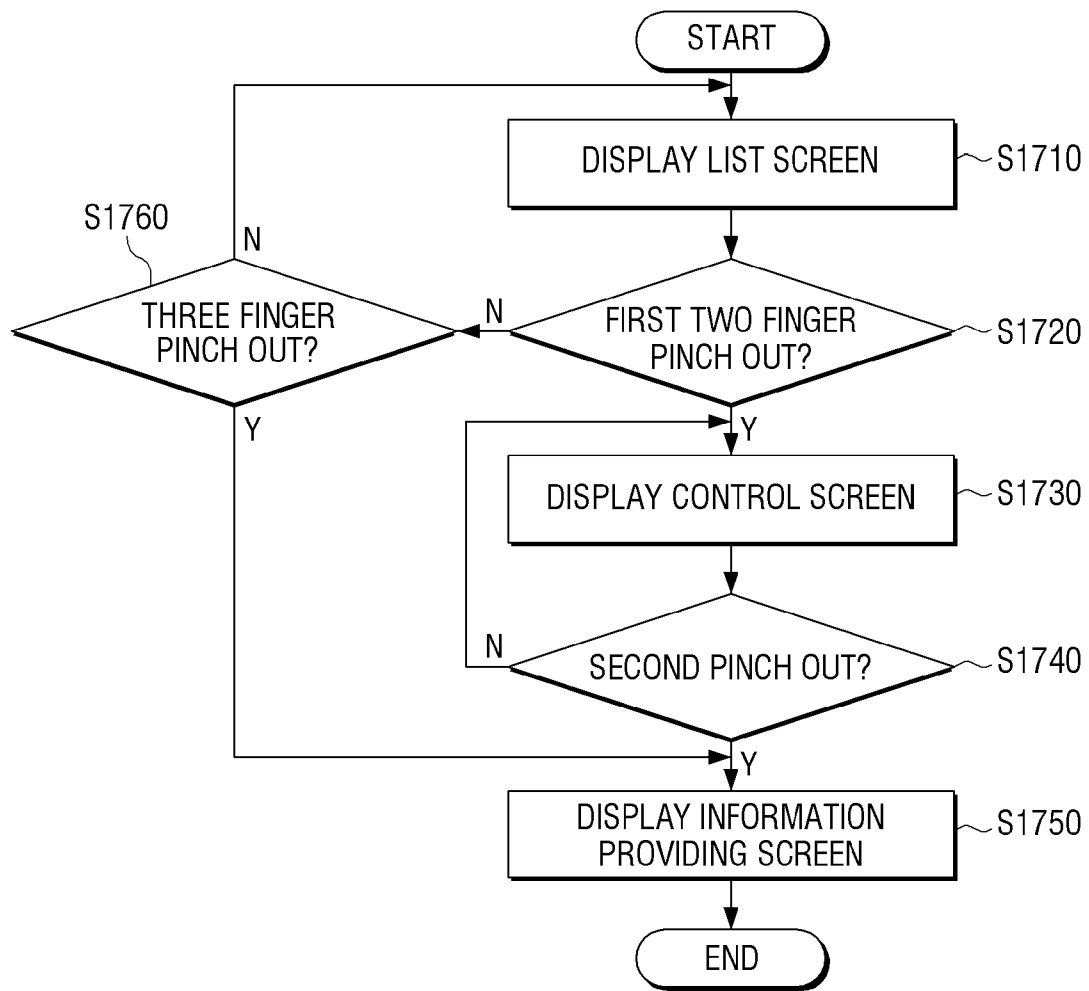 START
DISPLAY LIST SCREEN
S1710
S1760
N
THREE FINGER
PINCH OUT?
N
FIRST TWO FINGER
PINCH OUT?
S1720
Y
Y
DISPLAY CONTROL SCREEN
S1730
N
SECOND PINCH OUT?
S1740
Y
DISPLAY INFORMATION
PROVIDING SCREEN
S1750
END